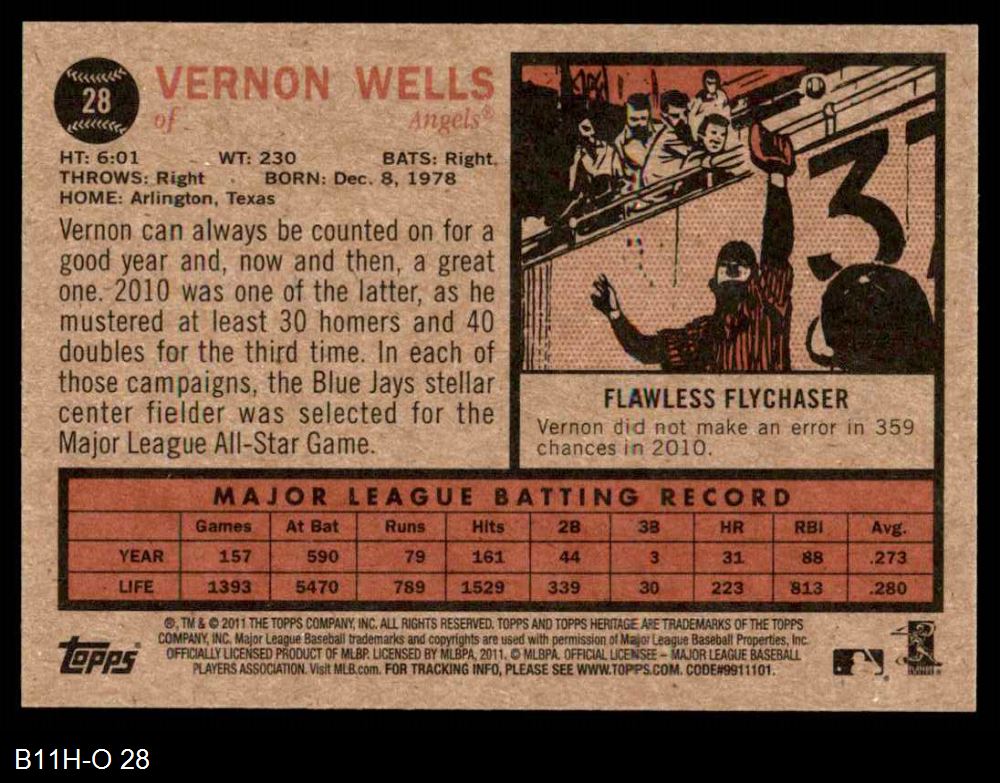 28
VERNON WELLS
of Angels®
HT: 6:01 WT: 230 BATS: Right.
THROWS: Right BORN: Dec. 8, 1978
HOME: Arlington, Texas
Vernon can always be counted on for a
good year and, now and then, a great
one. 2010 was one of the latter, as he
mustered at least 30 homers and 40
doubles for the third time. In each of
those campaigns, the Blue Jays stellar
center fielder was selected for the
Major League All-Star Game.
3
FLAWLESS FLYCHASER
Vernon did not make an error in 359
chances in 2010.
MAJOR LEAGUE BATTING RECORD
Games At Bat Runs Hits 2B 3B HR RBI Avg.
YEAR 157 590 79 161 44 3 31 88 .273
LIFE 1393 5470 789 1529 339 30 223 813 .280
®, TM & © 2011 THE TOPPS COMPANY, INC. ALL RIGHTS RESERVED. TOPPS AND TOPPS HERITAGE ARE TRADEMARKS OF THE TOPPS
COMPANY, INC. Major League Baseball trademarks and copyrights are used with permission of Major League Baseball Properties, Inc.
OFFICIALLY LICENSED PRODUCT OF MLBP. LICENSED BY MLBPA, 2011. © MLBPA. OFFICIAL LICENSEE – MAJOR LEAGUE BASEBALL
PLAYERS ASSOCIATION. Visit MLB.com. FOR TRACKING INFO, PLEASE SEE WWW.TOPPS.COM. CODE#9911101.
topps
B11H-O 28